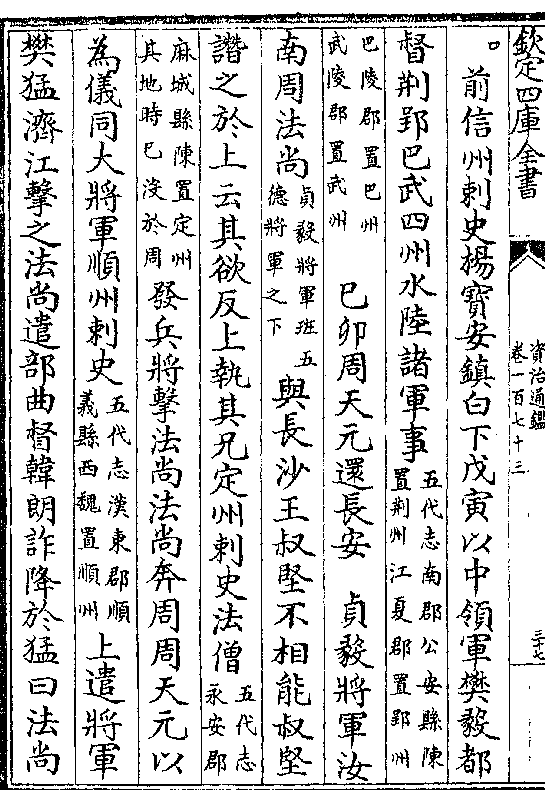 欽定四庫全書
資治通鑑
卷一百七十三
三十七
前信州刺史楊寶安鎮白下戊寅以中領軍樊毅都
督荆郢巴武四州水陸諸軍事五代志南郡公安縣陳置荆州江夏郡置郢州
巴陵郡置巴州武陵郡置武州 己卯周天元還長安 貞毅將軍汝
南周法尚貞毅將軍班五德將軍之下與長沙王叔堅不相能叔堅
譖之於上云其欲反上執其兄定州刺史法僧五代志永安郡
麻城縣陳置定州其地時已沒於周發兵將擊法尚法尚奔周周天元以
為儀同大將軍順州刺史五代志漢東郡順義縣西魏置順州上遣將軍
樊猛濟江擊之法尚遣部曲督韓朗詐降於猛曰法尚